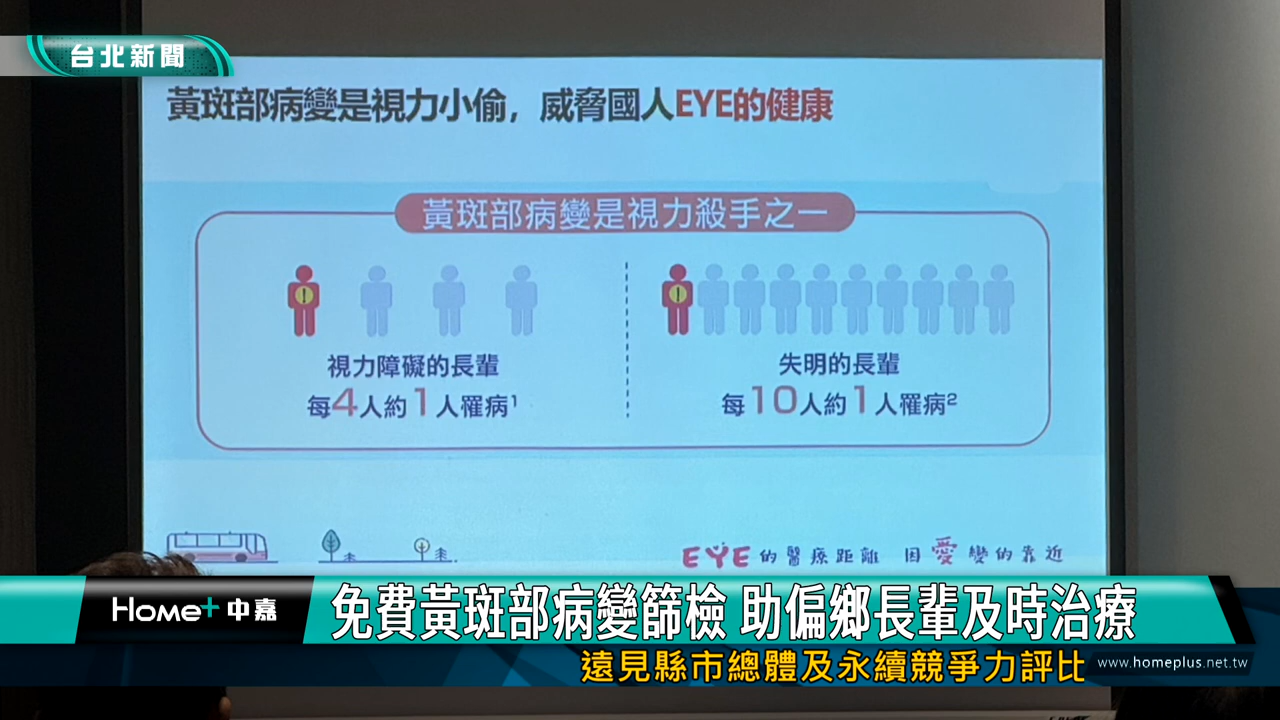 台北新聞
黃斑部病變是視力小偷，威脅國人EYE的健康
黃斑部病變是視力殺手之一
視力障礙的長輩
每4人約1人罹病1
失明的長輩
每10人約1人罹病2
EYE的醫療距離 因愛變的靠近
Home+中嘉
免費黃斑部病變篩檢 助偏鄉長輩及時治療
遠見縣市總體及永續競爭力評比
www.homeplus.net.tw